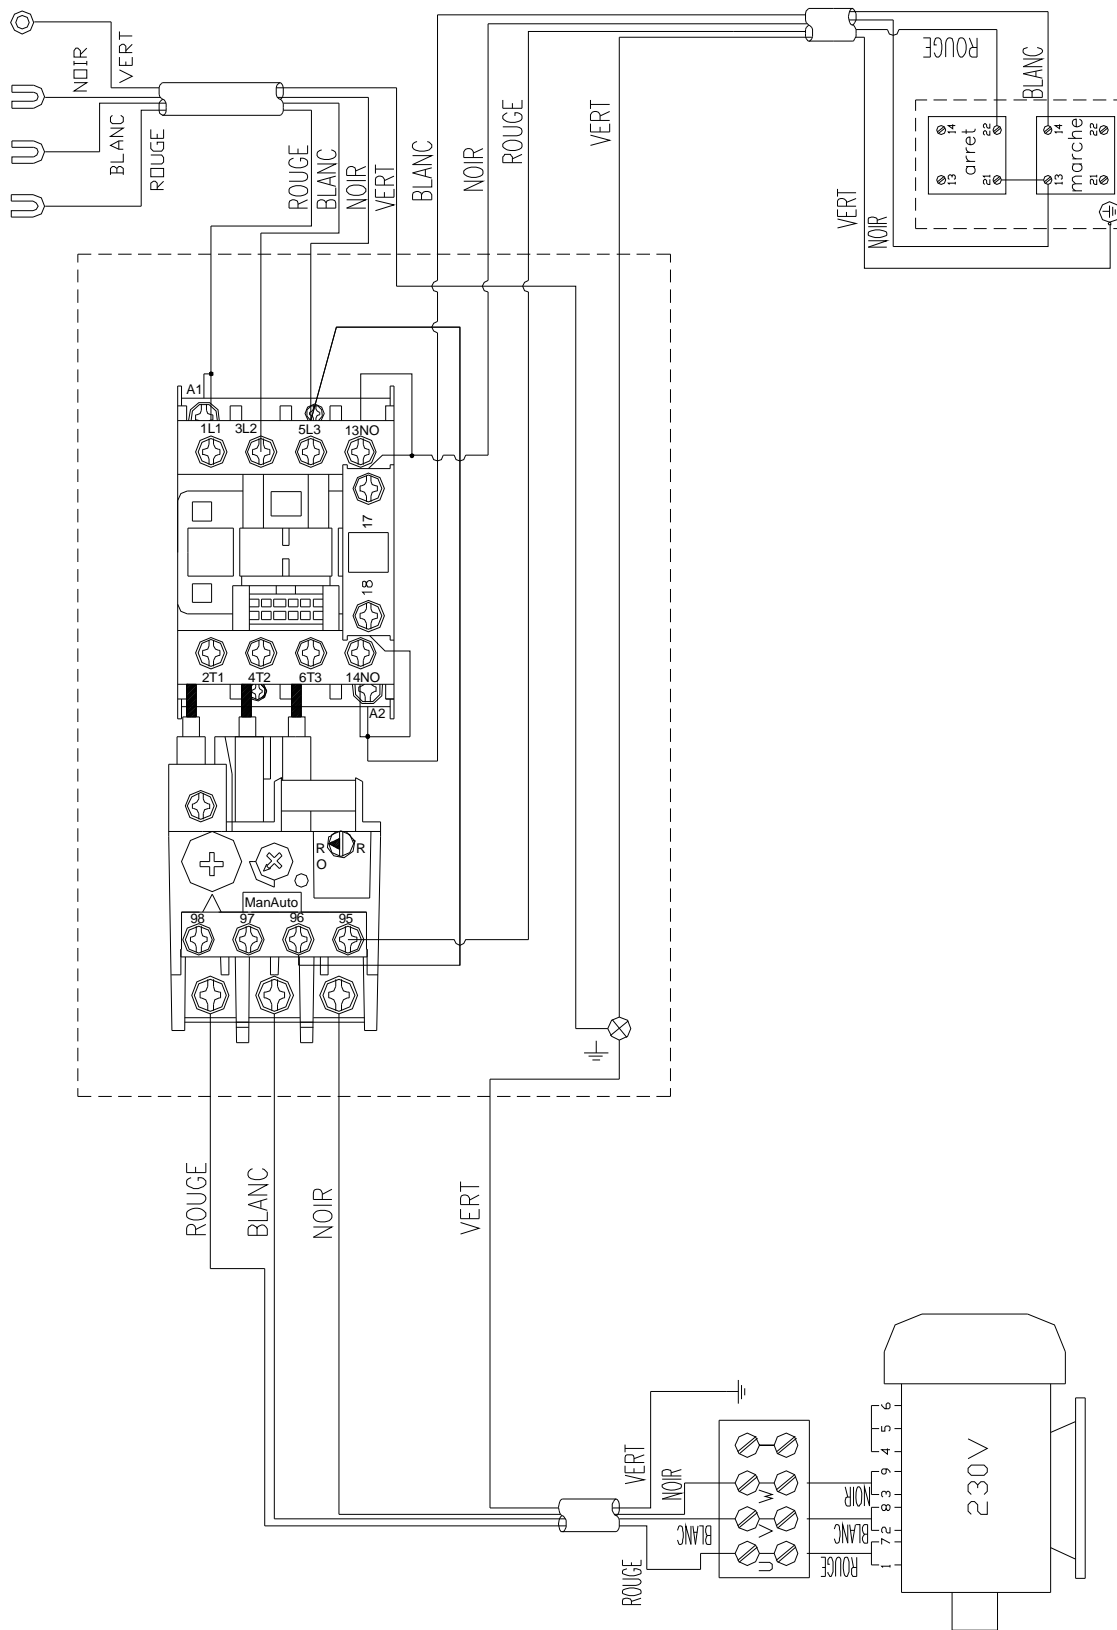 NOIR
VERT
BLANC
ROUGE
ROUGE
BLANC
NOIR
VERT
BLANC
NOIR
ROUGE
VERT
ROUGE
BLANC
VERT
NOIR
14
22
13
21
arret
14
22
13
21
marche
A1
1L1
3L2
5L3
13NO
17
18
2T1
4T2
6T3
14NO
A2
R
R
O
ManAuto
98
97
96
95
ROUGE
BLANC
NOIR
VERT
VERT
NOIR
BLANC
ROUGE
W
V
U
NOIR
BLANC
ROUGE
6
5
4
9
3
8
2
7
1
230V